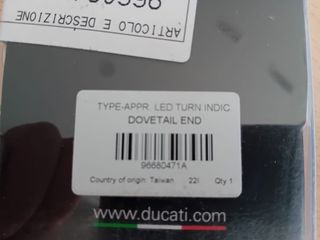 ARTICOLO E DESCRIZIONE
TYPE-APPR. LED TURN INDIC
DOVETAIL END
96680471A
Country of origin: Taiwan 22I Qty 1
www.ducati.com